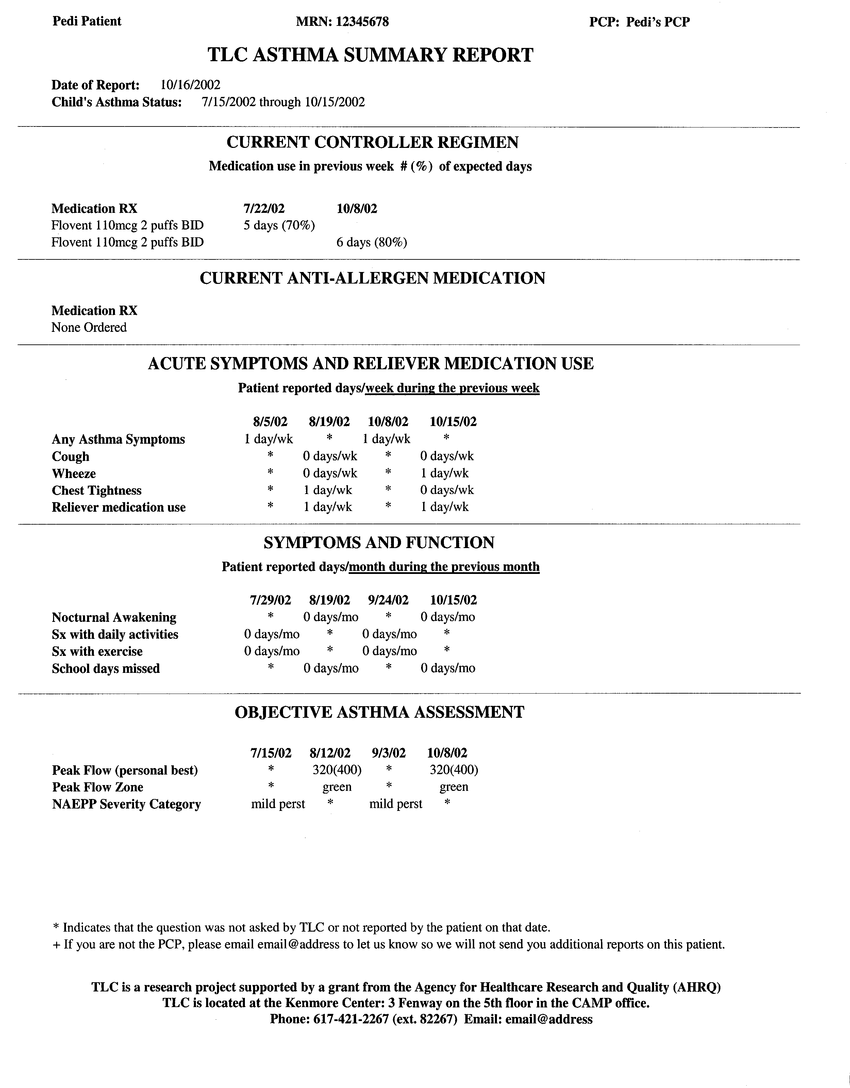 Pedi Patient MRN: 12345678 PCP: Pedi's PCP
TLC ASTHMA SUMMARY REPORT
Date of Report: 10/16/2002
Child's Asthma Status: 7/15/2002 through 10/15/2002
CURRENT CONTROLLER REGIMEN
Medication use in previous week # (%) of expected days
Medication RX 7/22/02 10/8/02
Flovent 110mcg 2 puffs BID 5 days (70%)
Flovent 110mcg 2 puffs BID 6 days (80%)
CURRENT ANTI-ALLERGEN MEDICATION
Medication RX
None Ordered
ACUTE SYMPTOMS AND RELIEVER MEDICATION USE
Patient reported days/week during the previous week
8/5/02 8/19/02 10/8/02 10/15/02
Any Asthma Symptoms 1 day/wk * 1 day/wk *
Cough * 0 days/wk * 0 days/wk
Wheeze * 0 days/wk * 1 day/wk
Chest Tightness * 1 day/wk * 0 days/wk
Reliever medication use * 1 day/wk * 1 day/wk
SYMPTOMS AND FUNCTION
Patient reported days/month during the previous month
7/29/02 8/19/02 9/24/02 10/15/02
Nocturnal Awakening * 0 days/mo * 0 days/mo
Sx with daily activities 0 days/mo * 0 days/mo *
Sx with exercise 0 days/mo * 0 days/mo *
School days missed * 0 days/mo * 0 days/mo
OBJECTIVE ASTHMA ASSESSMENT
7/15/02 8/12/02 9/3/02 10/8/02
Peak Flow (personal best) * 320(400) * 320(400)
Peak Flow Zone * green * green
NAEPP Severity Category mild perst * mild perst *
* Indicates that the question was not asked by TLC or not reported by the patient on that date.
+ If you are not the PCP, please email email@address to let us know so we will not send you additional reports on this patient.
TLC is a research project supported by a grant from the Agency for Healthcare Research and Quality (AHRQ)
TLC is located at the Kenmore Center: 3 Fenway on the 5th floor in the CAMP office.
Phone: 617-421-2267 (ext. 82267) Email: email@address